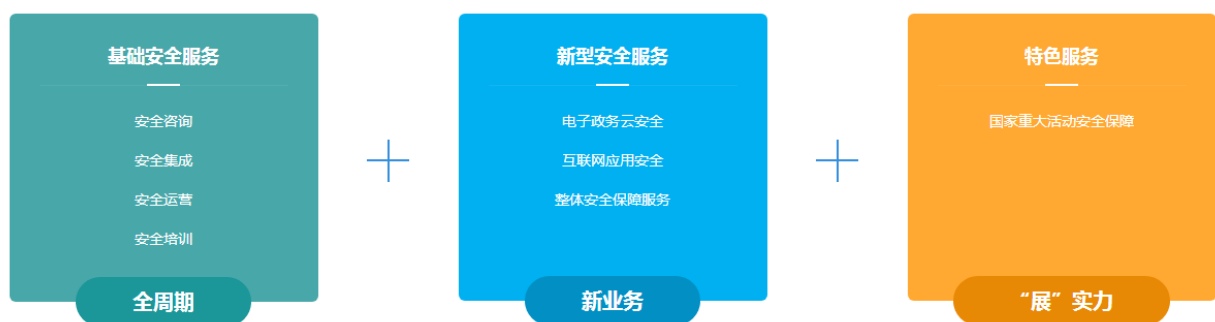 基础安全服务
安全咨询
安全集成
安全运营
安全培训
全周期
新型安全服务
电子政务云安全
互联网应用安全
整体安全保障服务
新业务
特色服务
国家重大活动安全保障
“展”实力